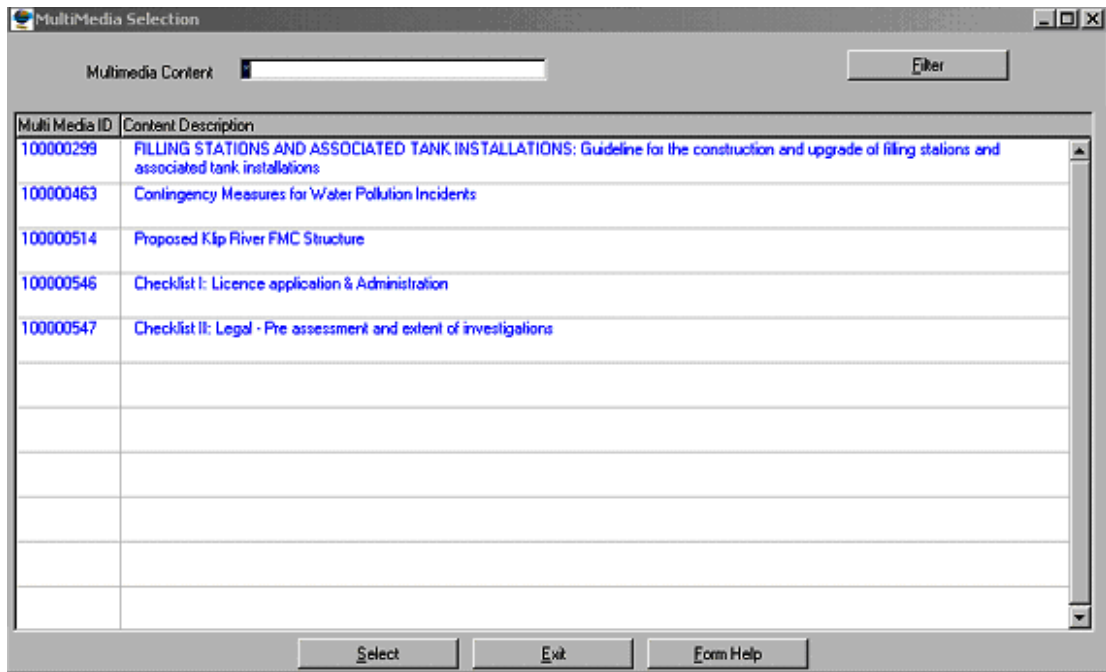 MultiMedia Selection
Multimedia Content * Filter
Multi Media ID Content Description
100000299 FILLING STATIONS AND ASSOCIATED TANK INSTALLATIONS: Guideline for the construction and upgrade of filling stations and
associated tank installations
100000463 Contingency Measures for Water Pollution Incidents
100000514 Proposed Klip River FMC Structure
100000546 Checklist I: Licence application & Administration
100000547 Checklist II: Legal - Pre assessment and extent of investigations
Select Exit Form Help